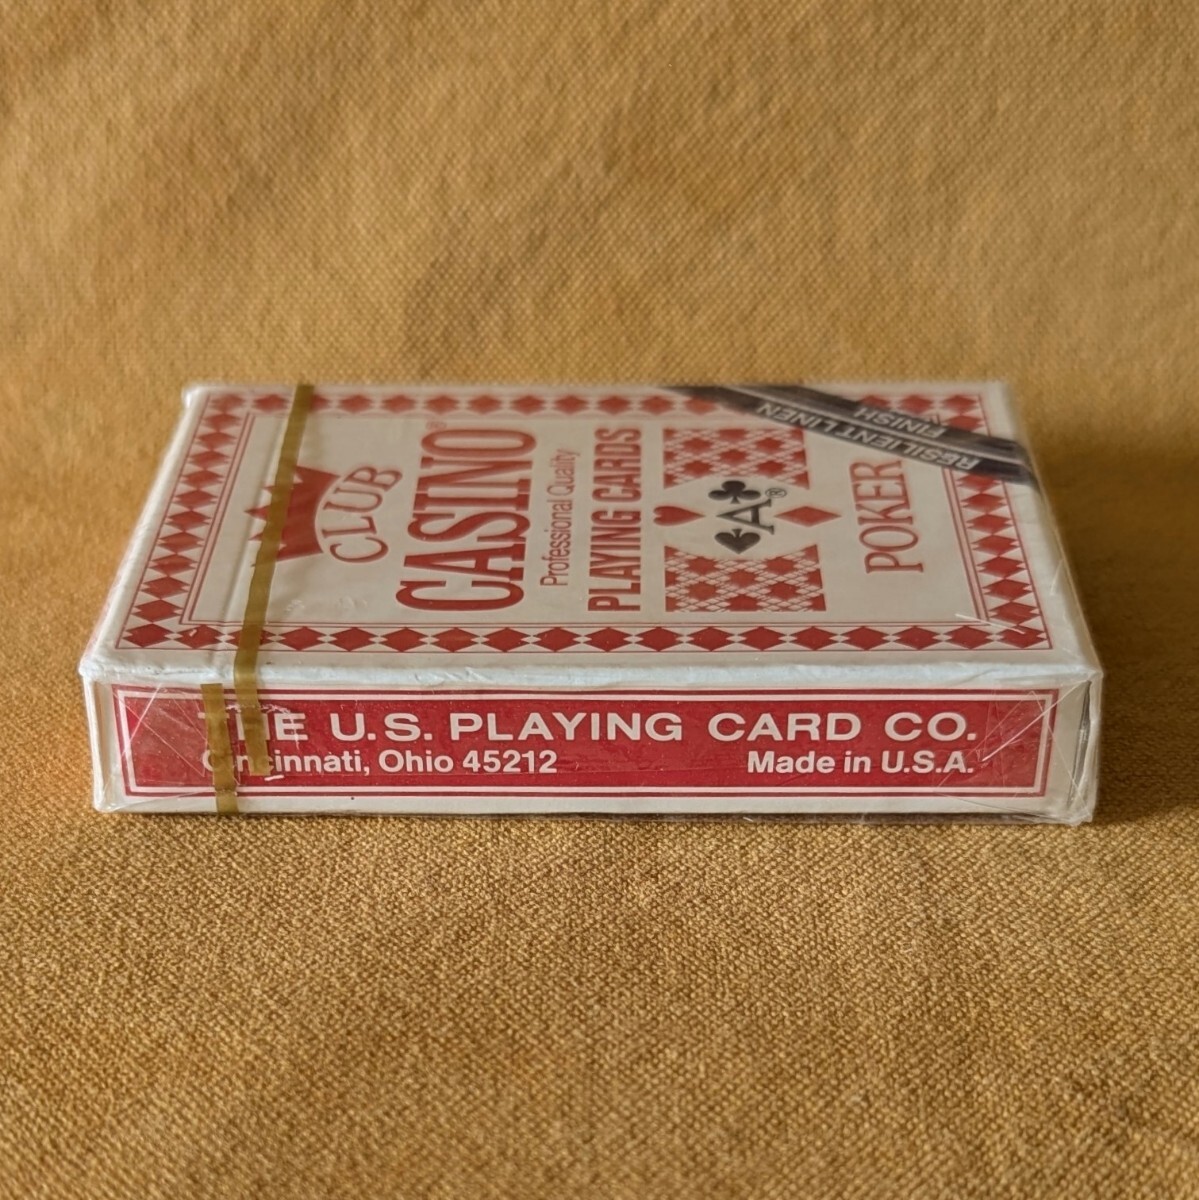 CLUB
CASINO®
Professional Quality
PLAYING CARDS
A®
POKER
RESILIENT LINEN
FINISH
THE U.S. PLAYING CARD CO.
Cincinnati, Ohio 45212
Made in U.S.A.